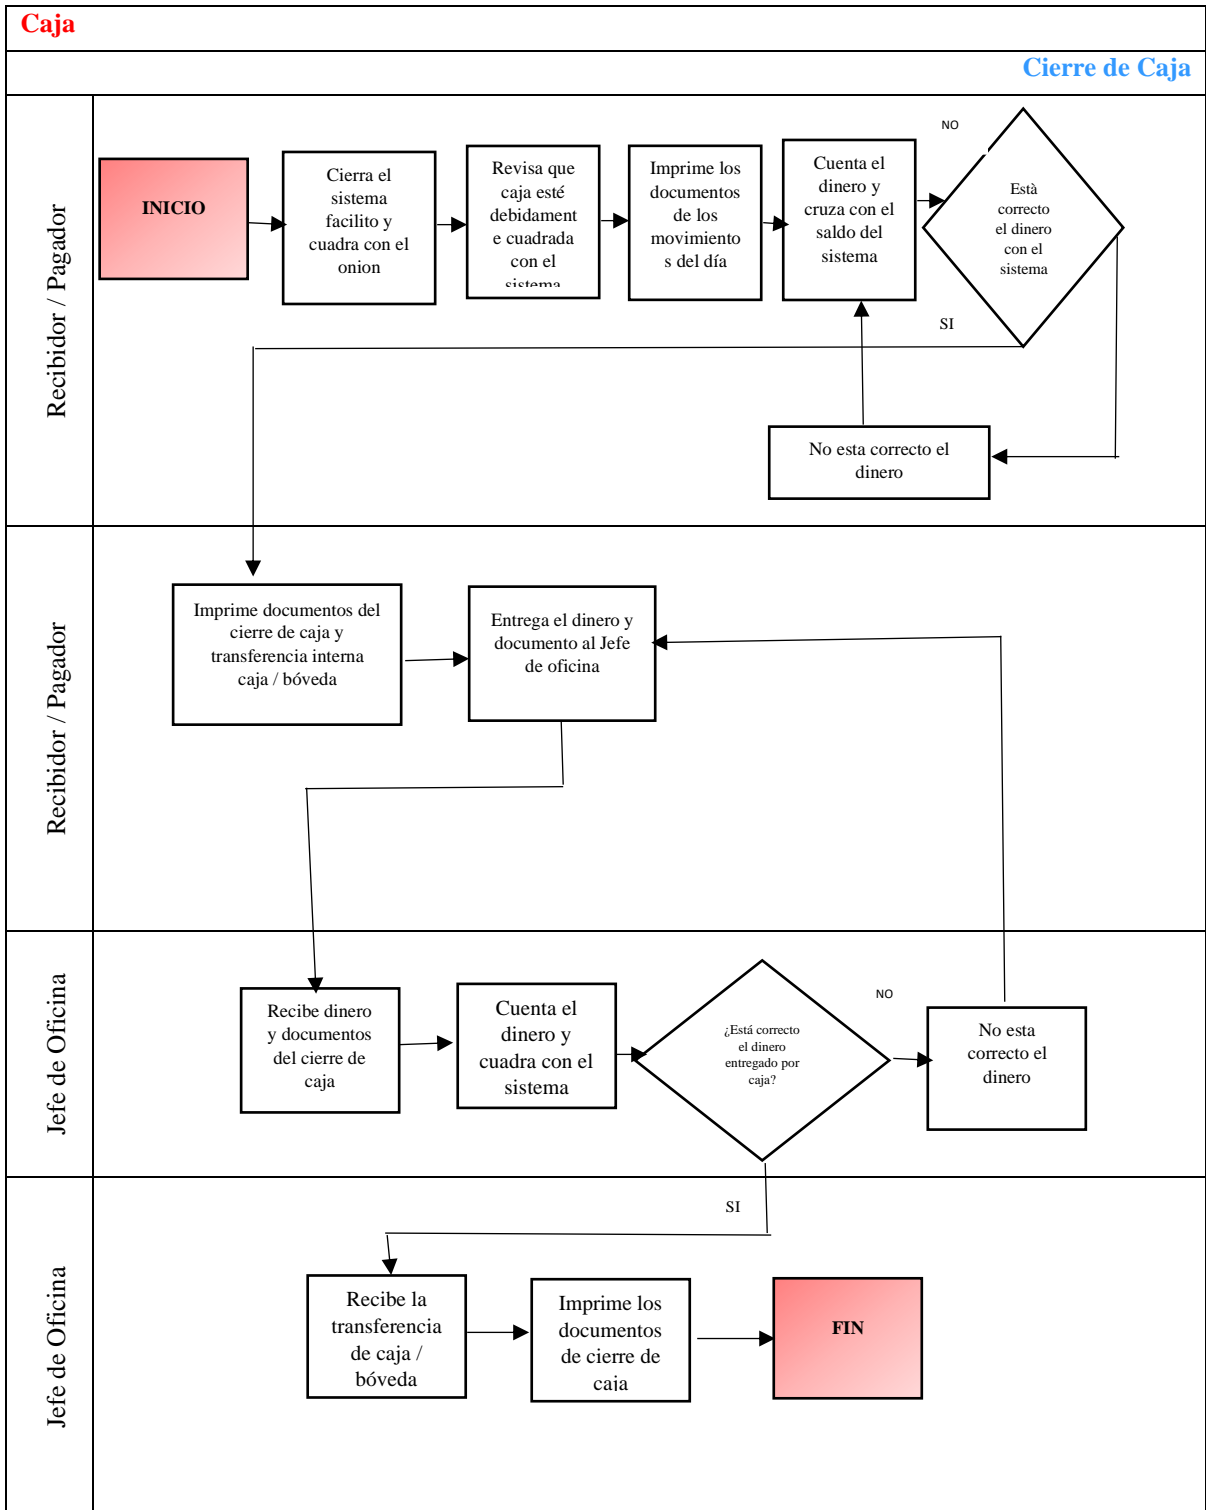 Caja
Cierre de Caja
Recibidor / Pagador
INICIO
Cierra el
sistema
facilito y
cuadra con el
onion
Revisa que
caja esté
debidament
e cuadrada
con el
sistema
Imprime los
documentos
de los
movimiento
s del día
Cuenta el
dinero y
cruza con el
saldo del
sistema
NO
Està
correcto
el dinero
con el
sistema
SI
No esta correcto el
dinero
Recibidor / Pagador
Imprime documentos del
cierre de caja y
transferencia interna
caja / bóveda
Entrega el dinero y
documento al Jefe
de oficina
Jefe de Oficina
Recibe dinero
y documentos
del cierre de
caja
Cuenta el
dinero y
cuadra con el
sistema
¿Está correcto
el dinero
entregado por
caja?
NO
No esta
correcto el
dinero
Jefe de Oficina
SI
Recibe la
transferencia
de caja /
bóveda
Imprime los
documentos
de cierre de
caja
FIN